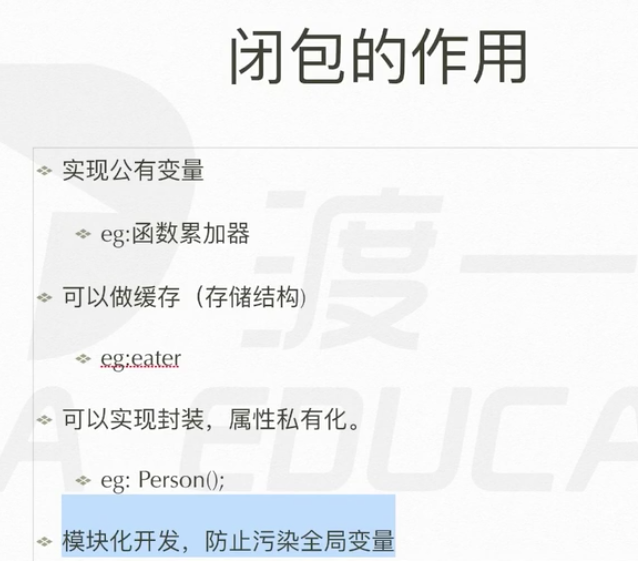 闭包的作用
实现公有变量
eg:函数累加器
可以做缓存（存储结构)
eg;eater
可以实现封装，属性私有化。
eg: Person();
模块化开发，防止污染全局变量
渡一
A EDUCA